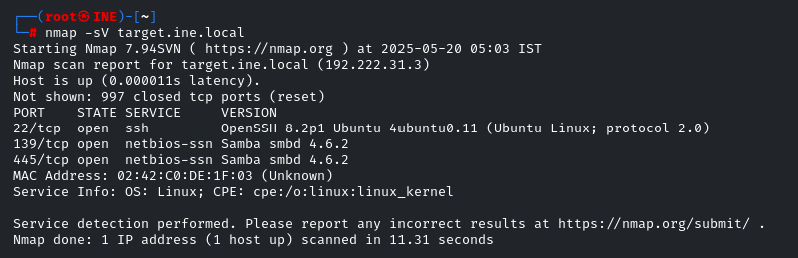 ┌──(root㉿INE)-[~]
└─# nmap -sV target.ine.local
Starting Nmap 7.94SVN ( https://nmap.org ) at 2025-05-20 05:03 IST
Nmap scan report for target.ine.local (192.222.31.3)
Host is up (0.000011s latency).
Not shown: 997 closed tcp ports (reset)
PORT    STATE SERVICE     VERSION
22/tcp  open  ssh         OpenSSH 8.2p1 Ubuntu 4ubuntu0.11 (Ubuntu Linux; protocol 2.0)
139/tcp open  netbios-ssn Samba smbd 4.6.2
445/tcp open  netbios-ssn Samba smbd 4.6.2
MAC Address: 02:42:C0:DE:1F:03 (Unknown)
Service Info: OS: Linux; CPE: cpe:/o:linux:linux_kernel

Service detection performed. Please report any incorrect results at https://nmap.org/submit/ .
Nmap done: 1 IP address (1 host up) scanned in 11.31 seconds